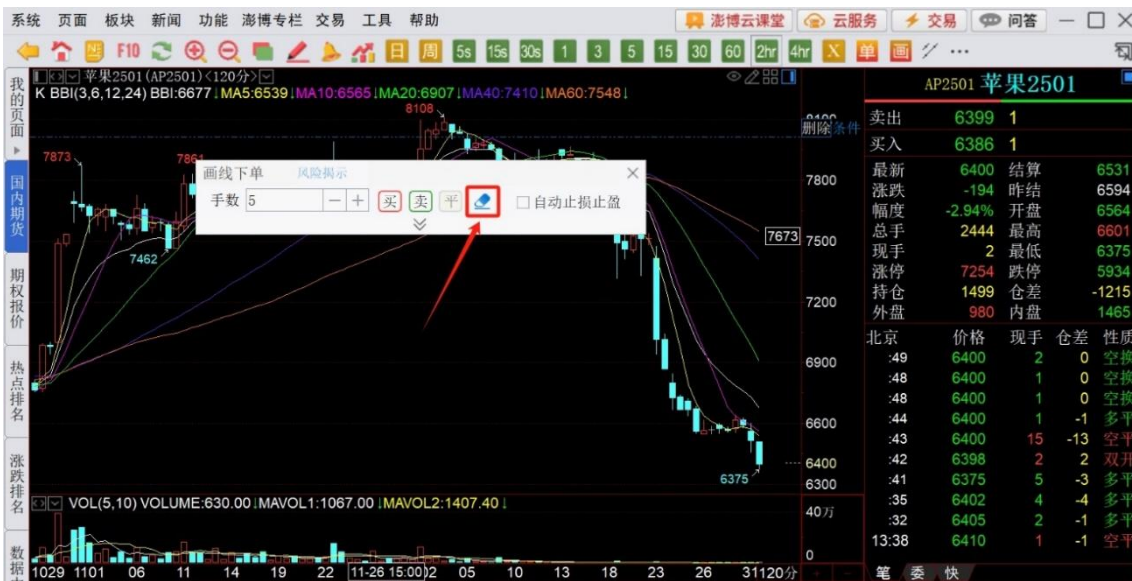 系统 页面 板块 新闻 功能 澎博专栏 交易 工具 帮助 澎博云课堂 云服务 交易 问答
F10 日 周 5s 15s 30s 1 3 5 15 30 60 2hr 4hr X 单 画
我的页面
国内期货
期权报价
热点排名
涨跌排名
数据
苹果2501(AP2501)<120分>
K BBI(3,6,12,24) BBI:6677↓MA5:6539↓MA10:6565↓MA20:6907↓MA40:7410↓MA60:7548↓
8108
删除条件
7873
7861
画线下单 风险揭示
手数 5 买 卖 平 自动止损止盈
7462
7673
6375
8100
7800
7500
7200
6900
6600
6400
6300
VOL(5,10) VOLUME:630.00↓MAVOL1:1067.00↓MAVOL2:1407.40↓
40万
0
1029 1101 06 11 14 19 22 11-26 15:00 02 05 10 13 18 23 26 31 120分
AP2501 苹果2501
卖出 6399 1
买入 6386 1
最新 6400 结算 6531
涨跌 -194 昨结 6594
幅度 -2.94% 开盘 6564
总手 2444 最高 6601
现手 2 最低 6375
涨停 7254 跌停 5934
持仓 1499 仓差 -1215
外盘 980 内盘 1465
北京 价格 现手 仓差 性质
:49 6400 2 0 空换
:48 6400 1 0 空换
:48 6400 1 0 空换
:44 6400 1 -1 多平
:43 6400 15 -13 空平
:42 6398 2 2 双开
:41 6375 5 -3 多平
:35 6402 4 -4 多平
:32 6405 2 -1 多平
13:38 6410 1 -1 空平
笔 委 快